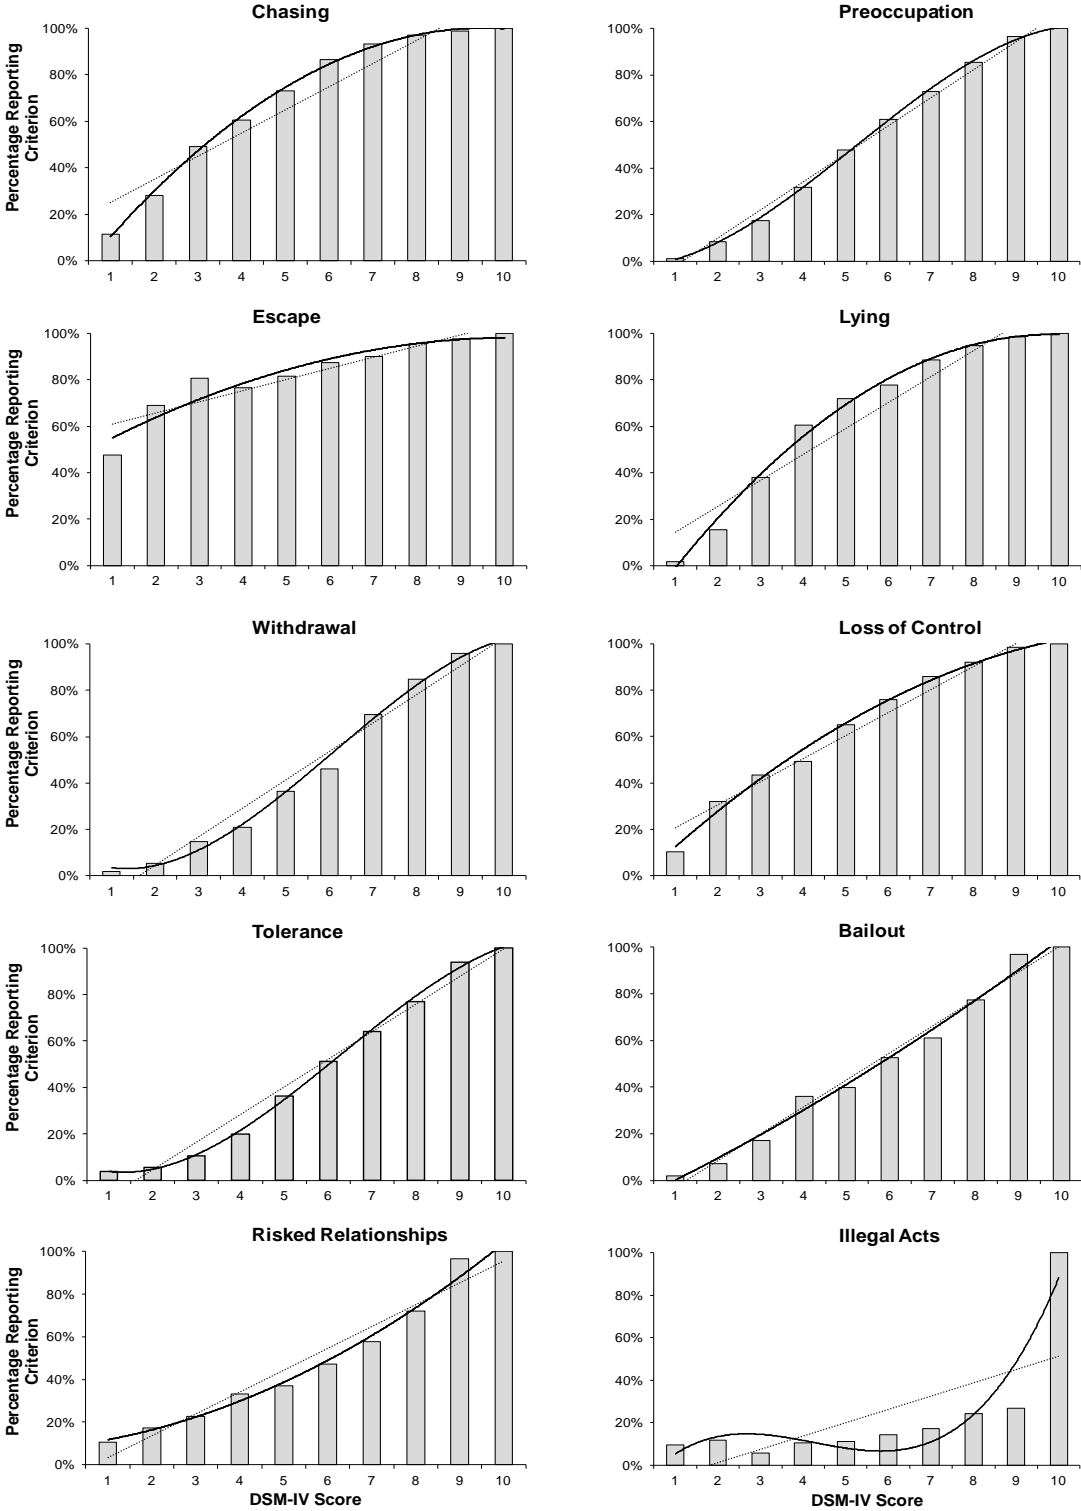 Chasing
Percentage Reporting
Criterion
100%
80%
60%
40%
20%
0%
1 2 3 4 5 6 7 8 9 10
Preoccupation
100%
80%
60%
40%
20%
0%
1 2 3 4 5 6 7 8 9 10
Escape
Percentage Reporting
Criterion
100%
80%
60%
40%
20%
0%
1 2 3 4 5 6 7 8 9 10
Lying
100%
80%
60%
40%
20%
0%
1 2 3 4 5 6 7 8 9 10
Withdrawal
Percentage Reporting
Criterion
100%
80%
60%
40%
20%
0%
1 2 3 4 5 6 7 8 9 10
Loss of Control
100%
80%
60%
40%
20%
0%
1 2 3 4 5 6 7 8 9 10
Tolerance
Percentage Reporting
Criterion
100%
80%
60%
40%
20%
0%
1 2 3 4 5 6 7 8 9 10
Bailout
100%
80%
60%
40%
20%
0%
1 2 3 4 5 6 7 8 9 10
Risked Relationships
Percentage Reporting
Criterion
100%
80%
60%
40%
20%
0%
1 2 3 4 5 6 7 8 9 10
DSM-IV Score
Illegal Acts
100%
80%
60%
40%
20%
0%
1 2 3 4 5 6 7 8 9 10
DSM-IV Score